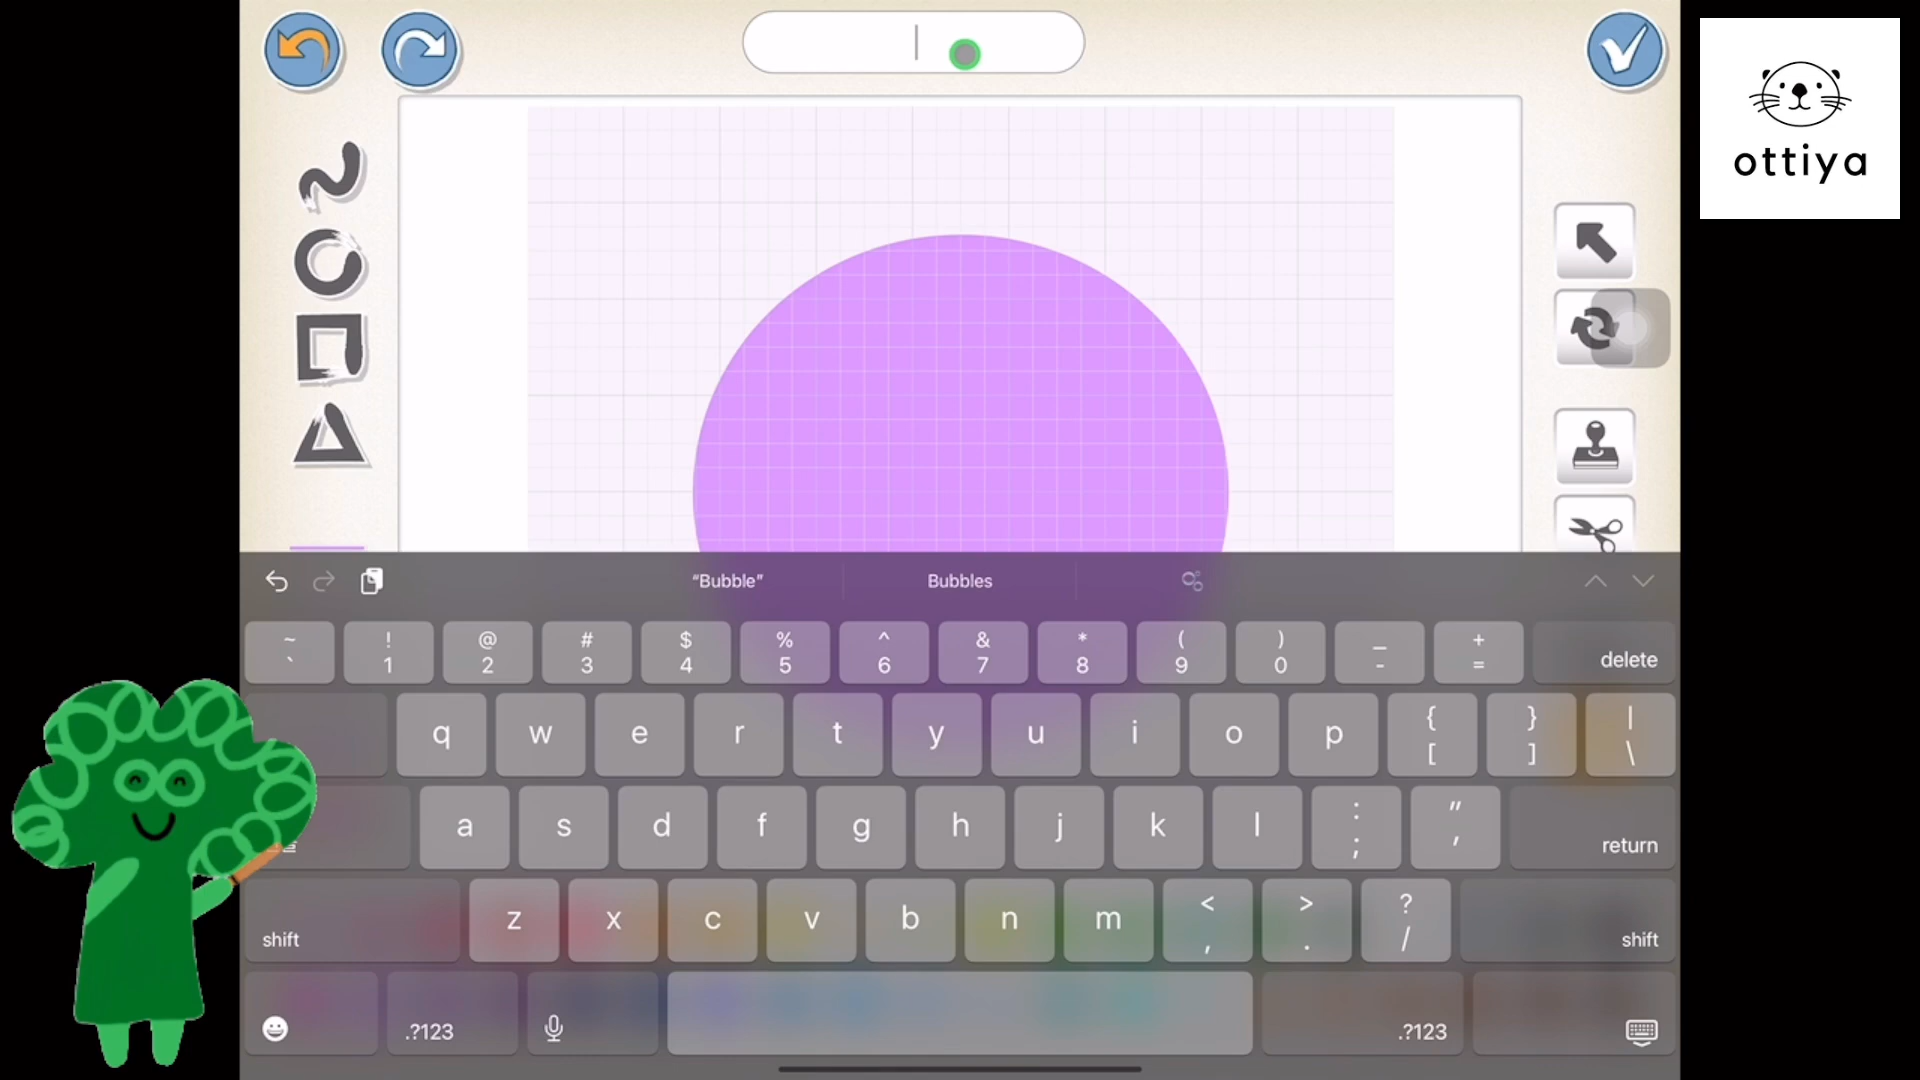 ottiya
“Bubble” Bubbles
~ ! @ # $ % ^ & * ( ) _ +
` 1 2 3 4 5 6 7 8 9 0 - = delete
q w e r t y u i o p { [ } ] | \
a s d f g h j k l : ; " ' return
shift z x c v b n m < , > . ? / shift
.?123 .?123